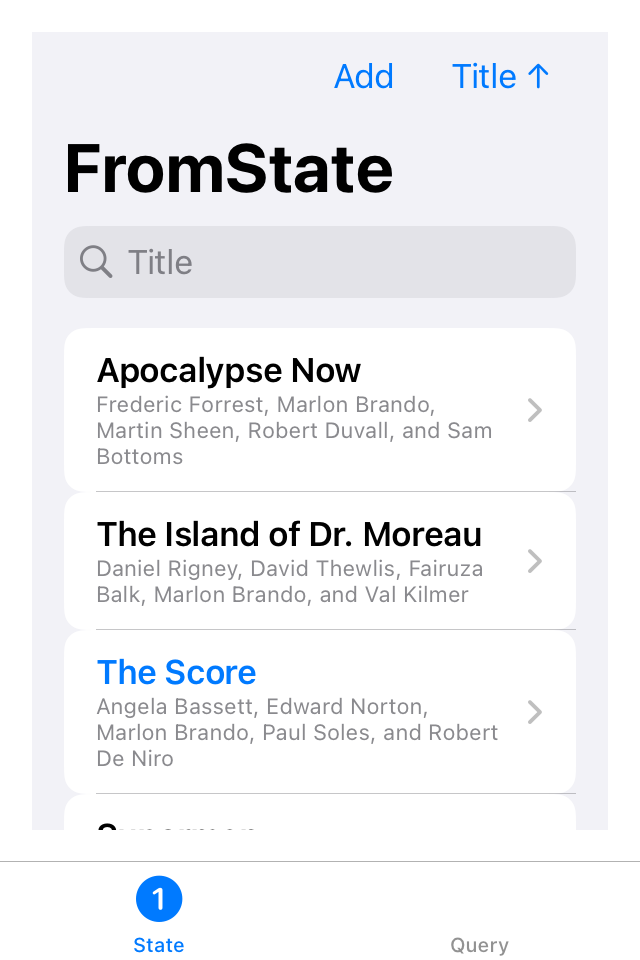 Add Title ↑
FromState
Title
Apocalypse Now
Frederic Forrest, Marlon Brando,
Martin Sheen, Robert Duvall, and Sam
Bottoms
The Island of Dr. Moreau
Daniel Rigney, David Thewlis, Fairuza
Balk, Marlon Brando, and Val Kilmer
The Score
Angela Bassett, Edward Norton,
Marlon Brando, Paul Soles, and Robert
De Niro
1
State Query